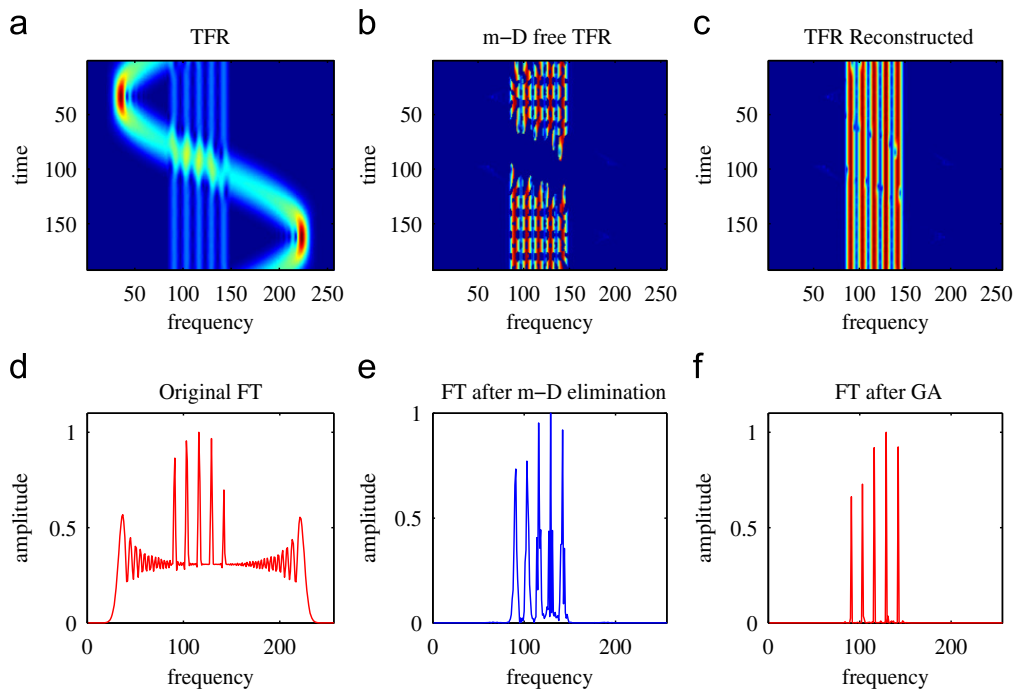 a
TFR
time
50
100
150
50 100 150 200 250
frequency
b
m−D free TFR
time
50
100
150
50 100 150 200 250
frequency
c
TFR Reconstructed
time
50
100
150
50 100 150 200 250
frequency
d
Original FT
amplitude
1
0.5
0
0 100 200
frequency
e
FT after m−D elimination
amplitude
1
0.5
0
0 100 200
frequency
f
FT after GA
amplitude
1
0.5
0
0 100 200
frequency